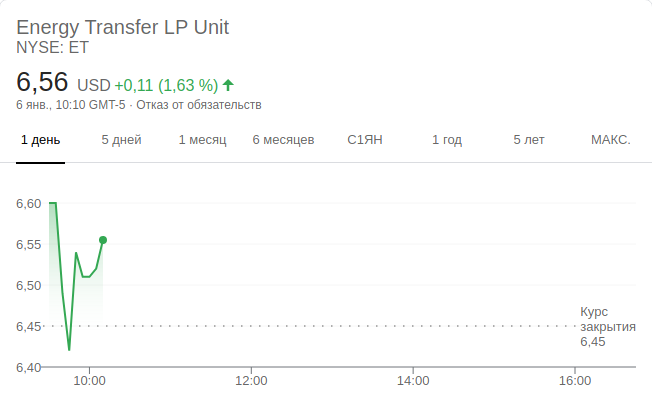 Energy Transfer LP Unit
NYSE: ET
6,56 USD +0,11 (1,63 %)
6 янв., 10:10 GMT-5 · Отказ от обязательств
1 день 5 дней 1 месяц 6 месяцев С1ЯН 1 год 5 лет МАКС.
6,60
6,55
6,50
6,45
6,40
Курс
закрытия
6,45
10:00 12:00 14:00 16:00